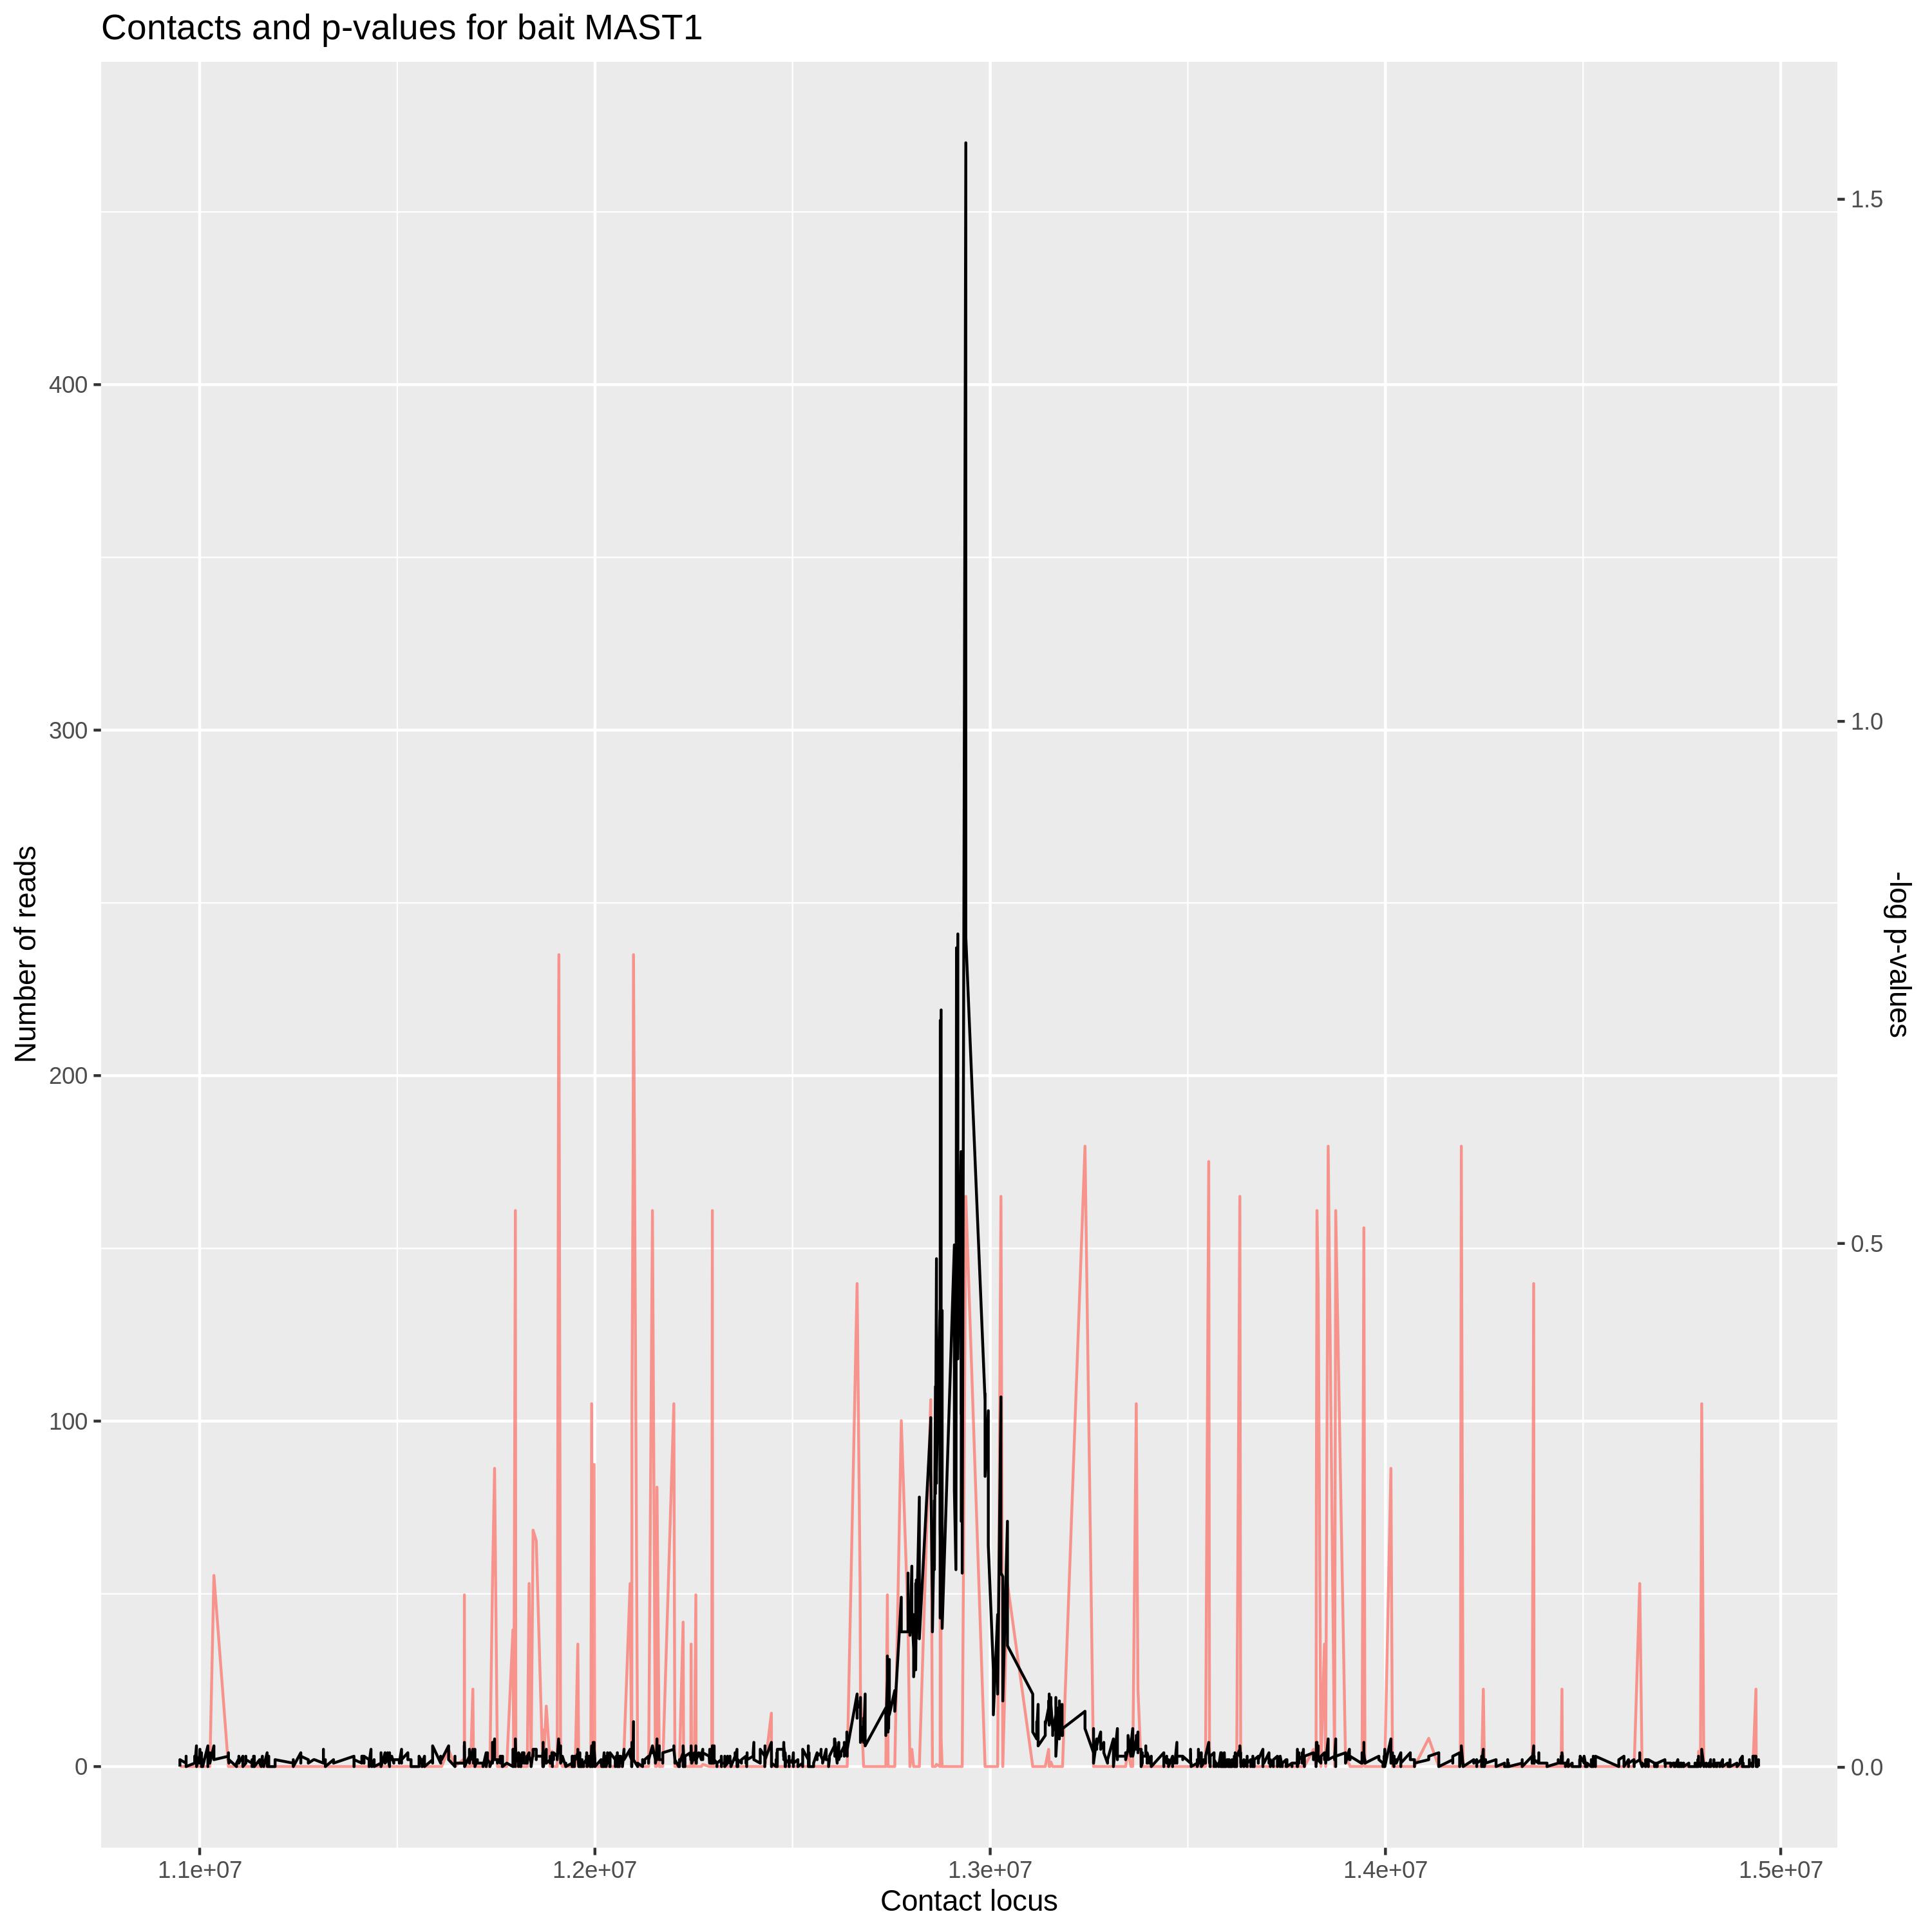 Contacts and p-values for bait MAST1
Number of reads
400
300
200
100
0
1.5
1.0
0.5
0.0
-log p-values
1.1e+07
1.2e+07
1.3e+07
1.4e+07
1.5e+07
Contact locus